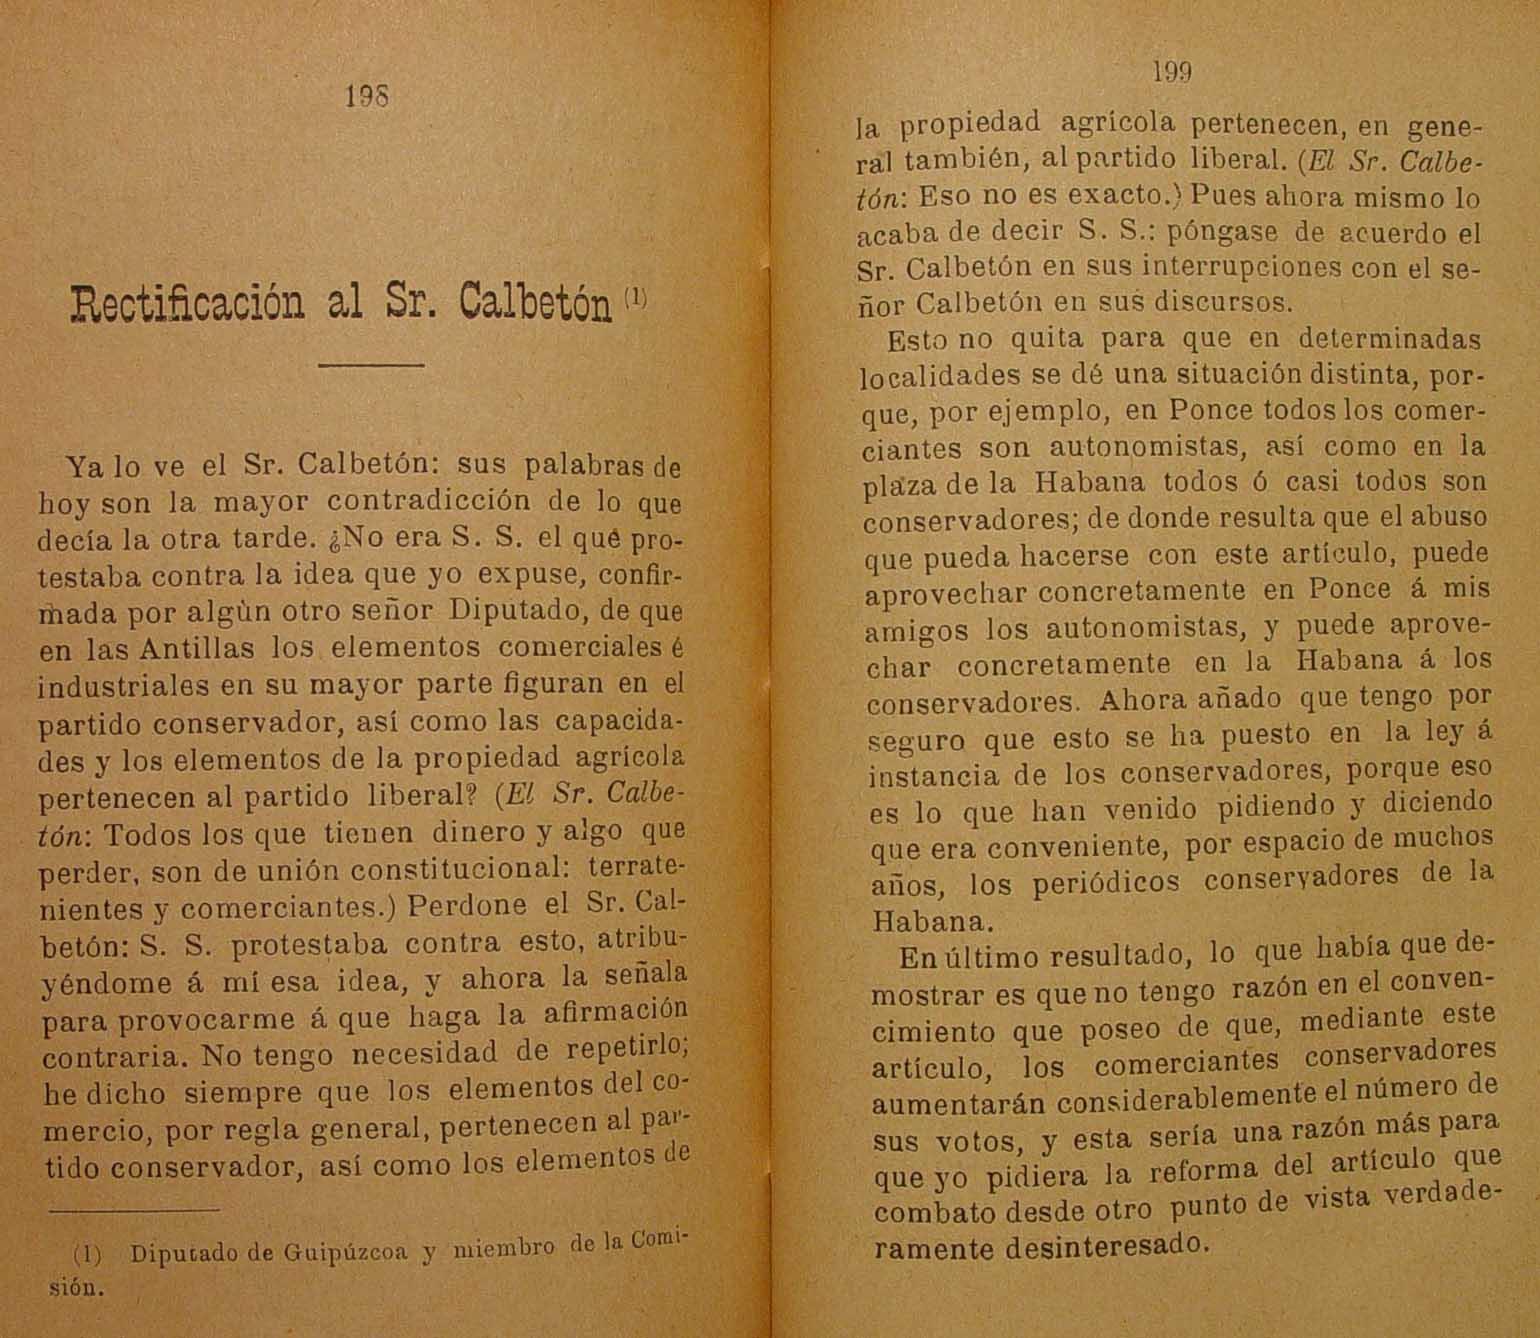 198
Rectificación al Sr. Calbetón (1)
Ya lo ve el Sr. Calbetón: sus palabras de
hoy son la mayor contradicción de lo que
decía la otra tarde. ¿No era S. S. el qué pro-
testaba contra la idea que yo expuse, confir-
mada por algùn otro señor Diputado, de que
en las Antillas los elementos comerciales é
industriales en su mayor parte figuran en el
partido conservador, así como las capacida-
des y los elementos de la propiedad agrícola
pertenecen al partido liberal? (El Sr. Calbe-
tón: Todos los que tienen dinero y algo que
perder, son de unión constitucional: terrate-
nientes y comerciantes.) Perdone el Sr. Cal-
betón: S. S. protestaba contra esto, atribu-
yéndome á mí esa idea, y ahora la señala
para provocarme á que haga la afirmación
contraria. No tengo necesidad de repetirlo;
he dicho siempre que los elementos del co-
mercio, por regla general, pertenecen al par-
tido conservador, así como los elementos de
(1) Diputado de Guipúzcoa y miembro de la Comi-
sión.
199
la propiedad agrícola pertenecen, en gene-
ral también, al partido liberal. (El Sr. Calbe-
tón: Eso no es exacto.) Pues ahora mismo lo
acaba de decir S. S.: póngase de acuerdo el
Sr. Calbetón en sus interrupciones con el se-
ñor Calbetón en sus discursos.
Esto no quita para que en determinadas
localidades se dé una situación distinta, por-
que, por ejemplo, en Ponce todos los comer-
ciantes son autonomistas, así como en la
plaza de la Habana todos ó casi todos son
conservadores; de donde resulta que el abuso
que pueda hacerse con este artículo, puede
aprovechar concretamente en Ponce á mis
amigos los autonomistas, y puede aprove-
char concretamente en la Habana á los
conservadores. Ahora añado que tengo por
seguro que esto se ha puesto en la ley á
instancia de los conservadores, porque eso
es lo que han venido pidiendo y diciendo
que era conveniente, por espacio de muchos
años, los periódicos conservadores de la
Habana.
En último resultado, lo que había que de-
mostrar es que no tengo razón en el conven-
cimiento que poseo de que, mediante este
artículo, los comerciantes conservadores
aumentarán considerablemente el número de
sus votos, y esta sería una razón más para
que yo pidiera la reforma del artículo que
combato desde otro punto de vista verdade-
ramente desinteresado.